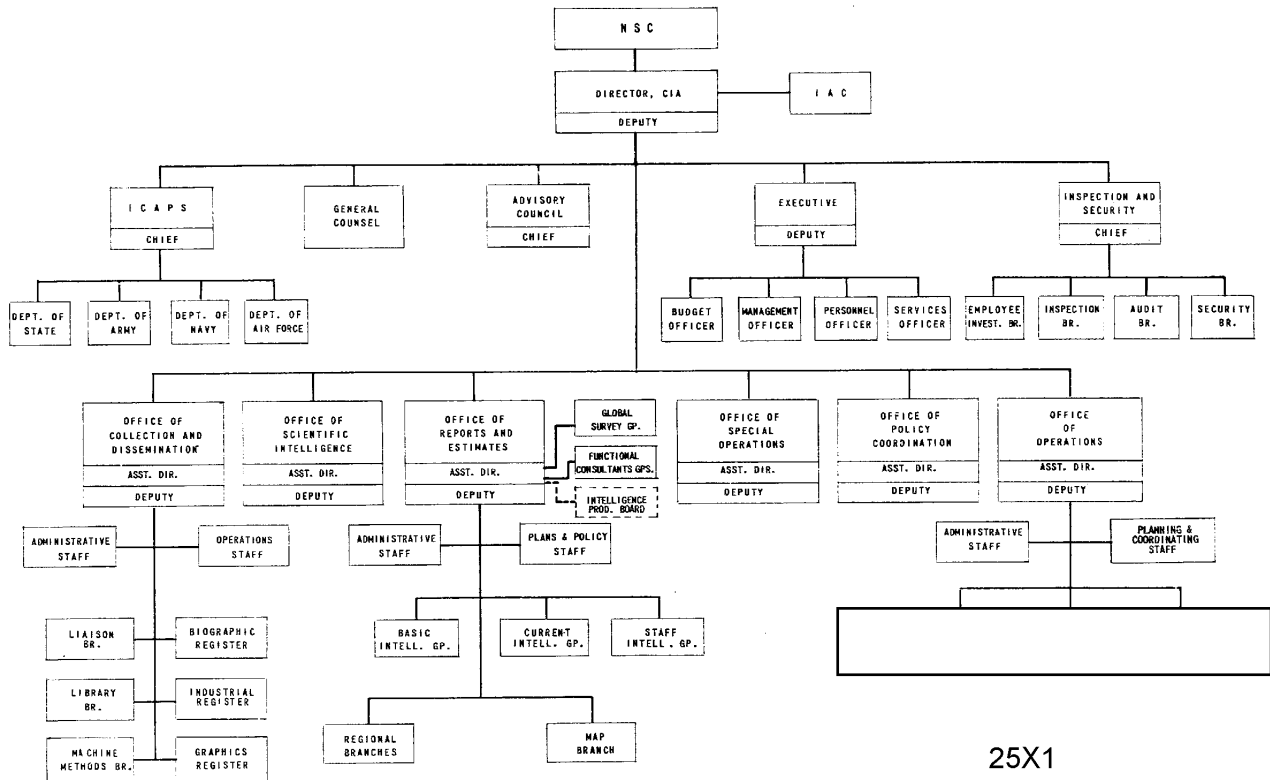 N S C
DIRECTOR, CIA
DEPUTY
I A C
I C A P S
CHIEF
GENERAL
COUNSEL
ADVISORY
COUNCIL
CHIEF
EXECUTIVE
DEPUTY
INSPECTION AND
SECURITY
CHIEF
DEPT. OF
STATE
DEPT. OF
ARMY
DEPT. OF
NAVY
DEPT. OF
AIR FORCE
BUDGET
OFFICER
MANAGEMENT
OFFICER
PERSONNEL
OFFICER
SERVICES
OFFICER
EMPLOYEE
INVEST. BR.
INSPECTION
BR.
AUDIT
BR.
SECURITY
BR.
OFFICE OF
COLLECTION AND
DISSEMINATION
ASST. DIR.
DEPUTY
OFFICE OF
SCIENTIFIC
INTELLIGENCE
ASST. DIR.
DEPUTY
OFFICE OF
REPORTS AND
ESTIMATES
ASST. DIR.
DEPUTY
GLOBAL
SURVEY GP.
FUNCTIONAL
CONSULTANTS GPS.
INTELLIGENCE
PROD. BOARD
OFFICE OF
SPECIAL
OPERATIONS
ASST. DIR.
DEPUTY
OFFICE OF
POLICY
COORDINATION
ASST. DIR.
DEPUTY
OFFICE
OF
OPERATIONS
ASST. DIR.
DEPUTY
ADMINISTRATIVE
STAFF
OPERATIONS
STAFF
ADMINISTRATIVE
STAFF
PLANS & POLICY
STAFF
ADMINISTRATIVE
STAFF
PLANNING &
COORDINATING
STAFF
LIAISON
BR.
BIOGRAPHIC
REGISTER
BASIC
INTELL. GP.
CURRENT
INTELL. GP.
STAFF
INTELL. GP.
LIBRARY
BR.
INDUSTRIAL
REGISTER
MACHINE
METHODS BR.
GRAPHICS
REGISTER
REGIONAL
BRANCHES
MAP
BRANCH
25X1